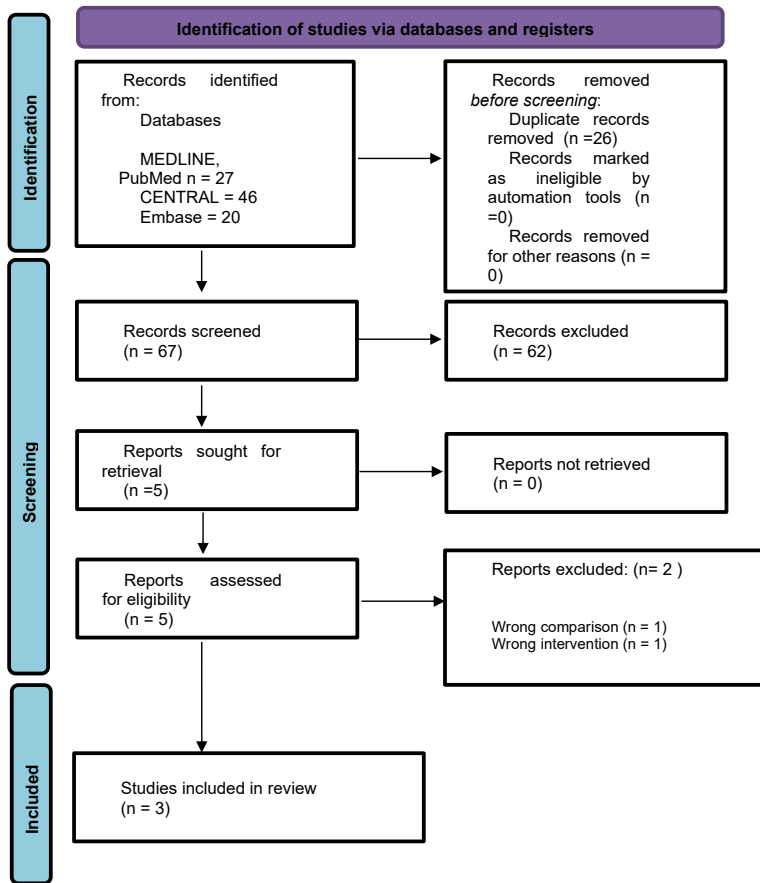 Identification of studies via databases and registers
Identification
Records identified
from:
Databases
MEDLINE,
PubMed n = 27
CENTRAL = 46
Embase = 20
Records removed
before screening:
Duplicate records
removed (n =26)
Records marked
as ineligible by
automation tools (n
=0)
Records removed
for other reasons (n =
0)
Screening
Records screened
(n = 67)
Records excluded
(n = 62)
Reports sought for
retrieval
(n =5)
Reports not retrieved
(n = 0)
Reports assessed
for eligibility
(n = 5)
Reports excluded: (n= 2 )
Wrong comparison (n = 1)
Wrong intervention (n = 1)
Included
Studies included in review
(n = 3)